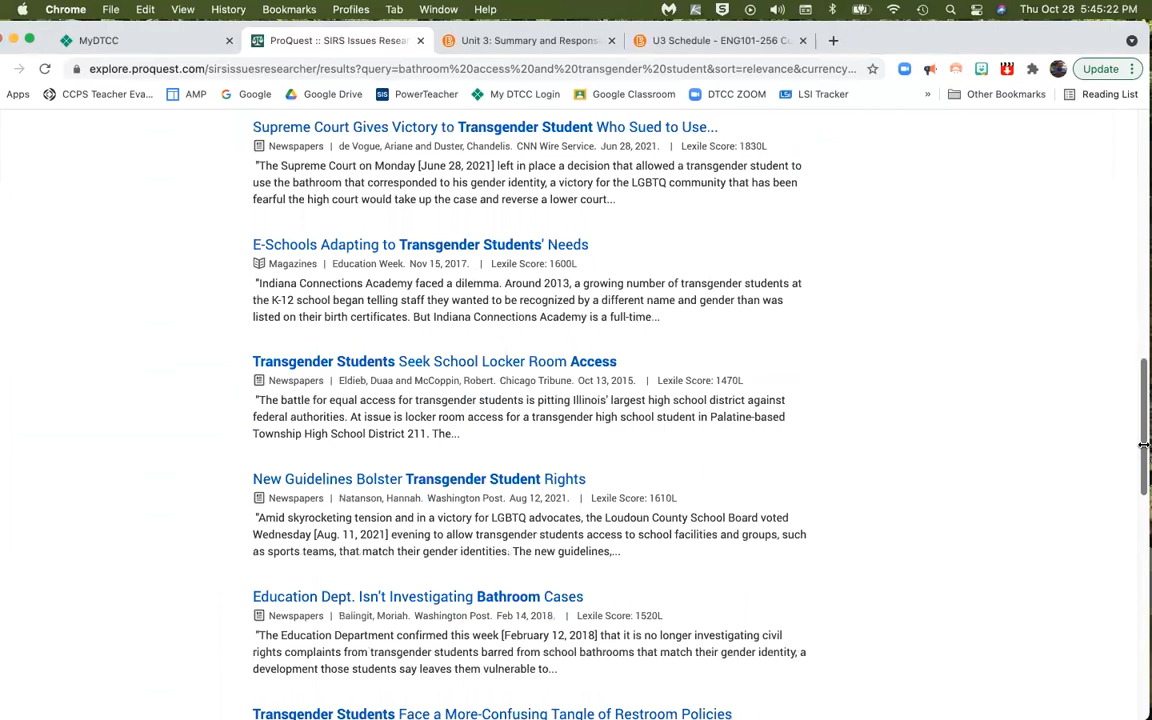 Chrome File Edit View History Bookmarks Profiles Tab Window Help Thu Oct 28 5:45:22 PM
MyDTCC ProQuest :: SIRS Issues Resear Unit 3: Summary and Respons U3 Schedule - ENG101-256 Co
explore.proquest.com/sirsissuesresearcher/results?query=bathroom%20access%20and%20transgender%20student&sort=relevance&currency... Update
Apps CCPS Teacher Eva... AMP Google Google Drive PowerTeacher My DTCC Login Google Classroom DTCC ZOOM LSI Tracker » Other Bookmarks Reading List
Supreme Court Gives Victory to Transgender Student Who Sued to Use...
Newspapers | de Vogue, Ariane and Duster, Chandelis. CNN Wire Service. Jun 28, 2021. | Lexile Score: 1830L
"The Supreme Court on Monday [June 28, 2021] left in place a decision that allowed a transgender student to
use the bathroom that corresponded to his gender identity, a victory for the LGBTQ community that has been
fearful the high court would take up the case and reverse a lower court...
E-Schools Adapting to Transgender Students' Needs
Magazines | Education Week. Nov 15, 2017. | Lexile Score: 1600L
"Indiana Connections Academy faced a dilemma. Around 2013, a growing number of transgender students at
the K-12 school began telling staff they wanted to be recognized by a different name and gender than was
listed on their birth certificates. But Indiana Connections Academy is a full-time...
Transgender Students Seek School Locker Room Access
Newspapers | Eldieb, Duaa and McCoppin, Robert. Chicago Tribune. Oct 13, 2015. | Lexile Score: 1470L
"The battle for equal access for transgender students is pitting Illinois' largest high school district against
federal authorities. At issue is locker room access for a transgender high school student in Palatine-based
Township High School District 211. The...
New Guidelines Bolster Transgender Student Rights
Newspapers | Natanson, Hannah. Washington Post. Aug 12, 2021. | Lexile Score: 1610L
"Amid skyrocketing tension and in a victory for LGBTQ advocates, the Loudoun County School Board voted
Wednesday [Aug. 11, 2021] evening to allow transgender students access to school facilities and groups, such
as sports teams, that match their gender identities. The new guidelines,...
Education Dept. Isn't Investigating Bathroom Cases
Newspapers | Balingit, Moriah. Washington Post. Feb 14, 2018. | Lexile Score: 1520L
"The Education Department confirmed this week [February 12, 2018] that it is no longer investigating civil
rights complaints from transgender students barred from school bathrooms that match their gender identity, a
development those students say leaves them vulnerable to...
Transgender Students Face a More-Confusing Tangle of Restroom Policies